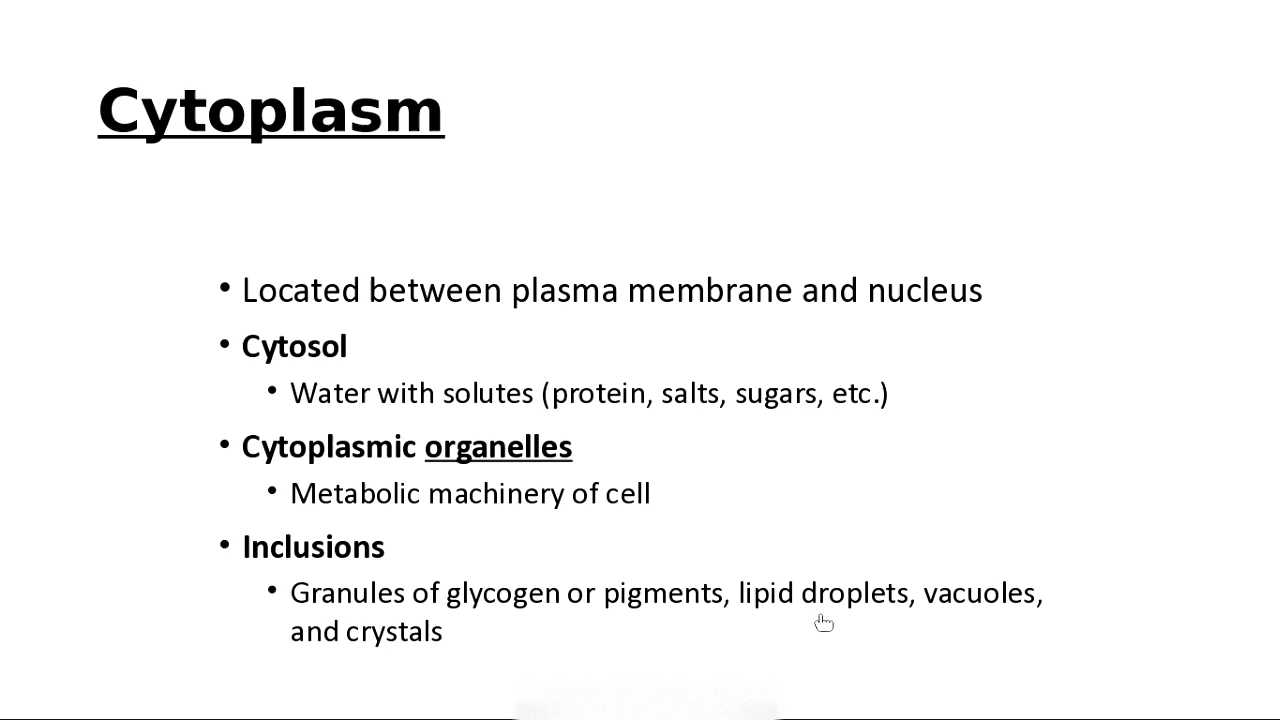 Cytoplasm
• Located between plasma membrane and nucleus
• Cytosol
• Water with solutes (protein, salts, sugars, etc.)
• Cytoplasmic organelles
• Metabolic machinery of cell
• Inclusions
• Granules of glycogen or pigments, lipid droplets, vacuoles,
and crystals